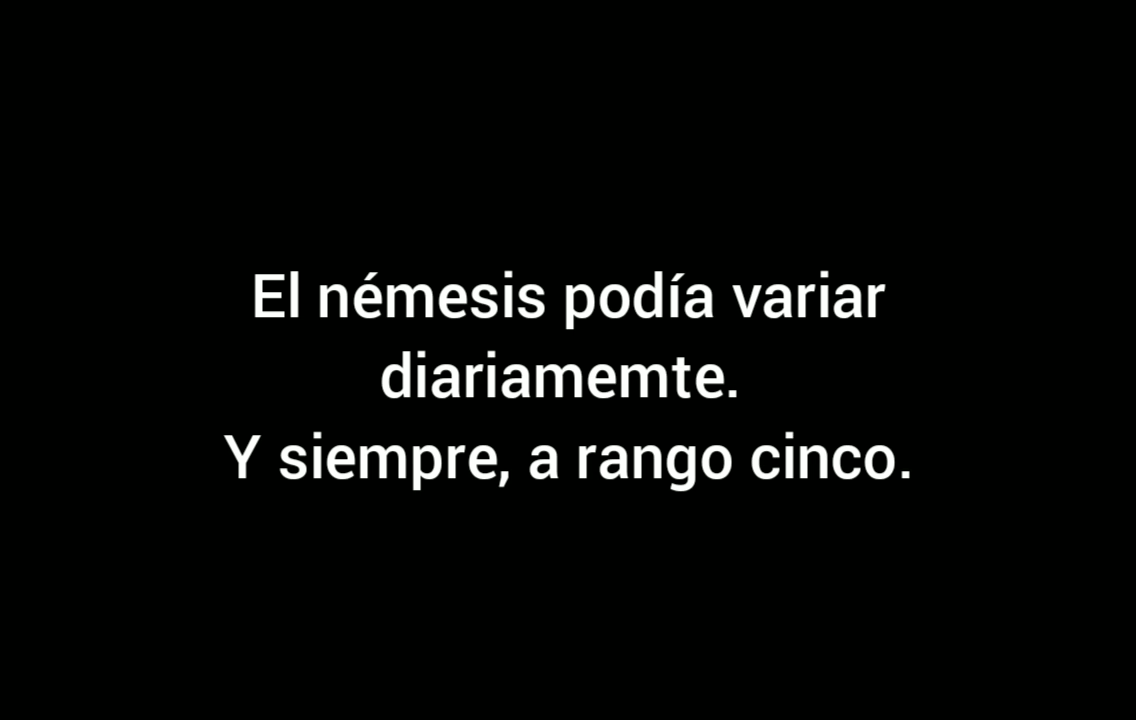 El némesis podía variar
diariamemte.
Y siempre, a rango cinco.